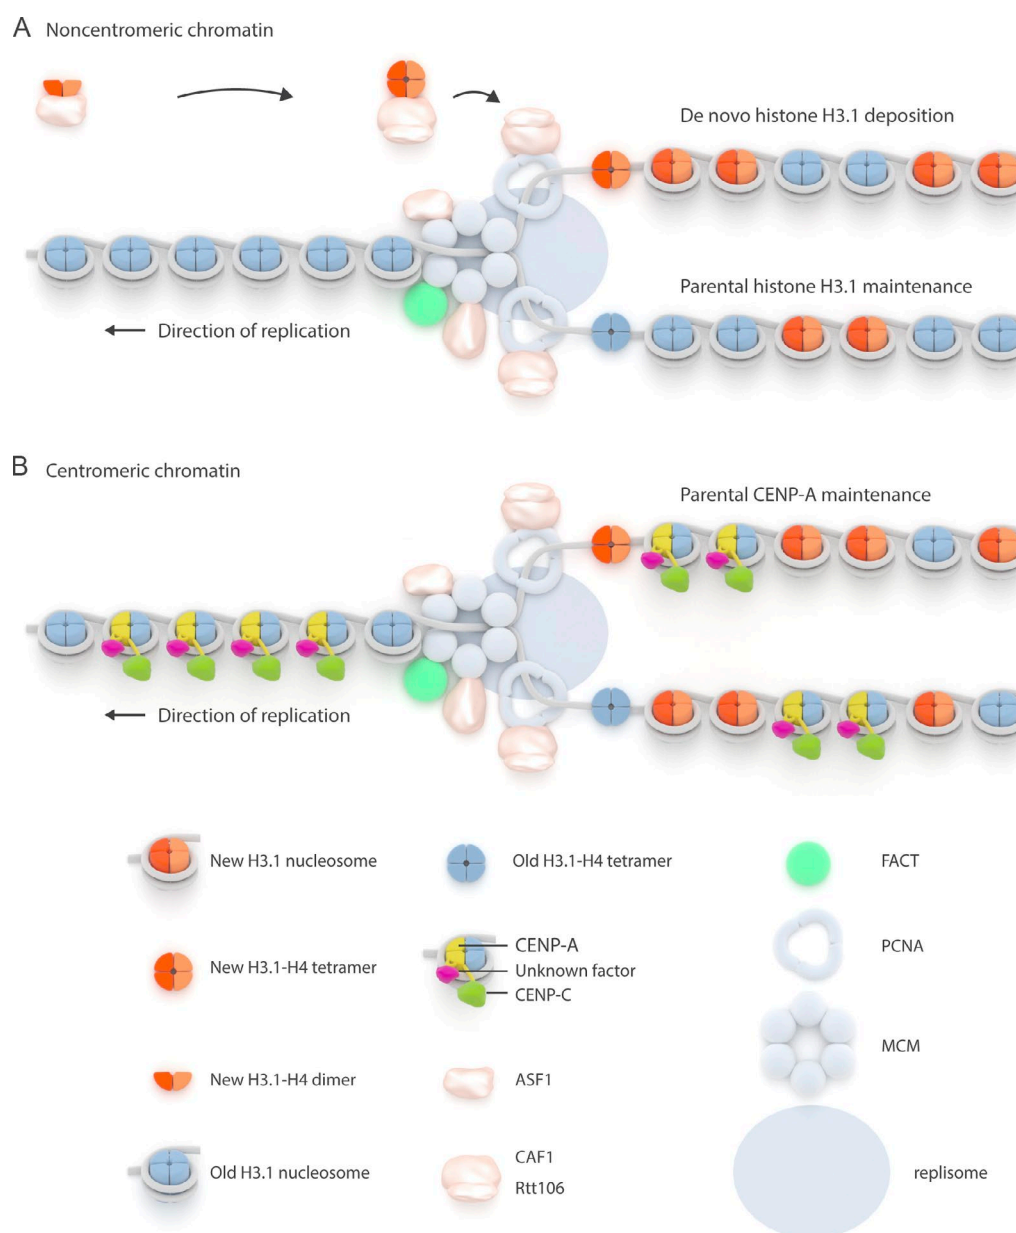 A Noncentromeric chromatin
De novo histone H3.1 deposition
Parental histone H3.1 maintenance
Direction of replication
B Centromeric chromatin
Parental CENP-A maintenance
Direction of replication
New H3.1 nucleosome
Old H3.1-H4 tetramer
FACT
New H3.1-H4 tetramer
CENP-A
Unknown factor
CENP-C
PCNA
MCM
New H3.1-H4 dimer
ASF1
Old H3.1 nucleosome
CAF1
Rtt106
replisome